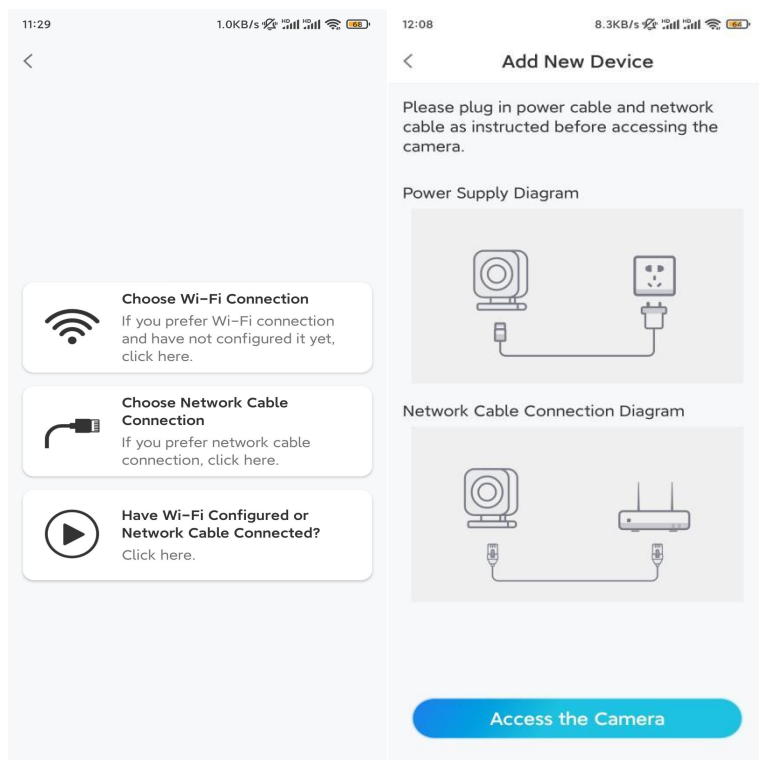 11:29
1.0KB/s HD HD 68
Choose Wi-Fi Connection
If you prefer Wi-Fi connection
and have not configured it yet,
click here.
Choose Network Cable
Connection
If you prefer network cable
connection, click here.
Have Wi-Fi Configured or
Network Cable Connected?
Click here.
12:08
8.3KB/s HD HD 64
Add New Device
Please plug in power cable and network
cable as instructed before accessing the
camera.
Power Supply Diagram
Network Cable Connection Diagram
Access the Camera